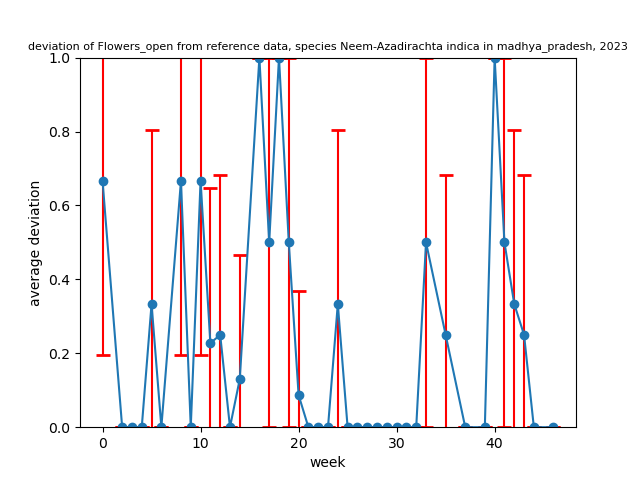 deviation of Flowers_open from reference data, species Neem-Azadirachta indica in madhya_pradesh, 2023
1.0
0.8
0.6
0.4
0.2
0.0
average deviation
0 10 20 30 40
week